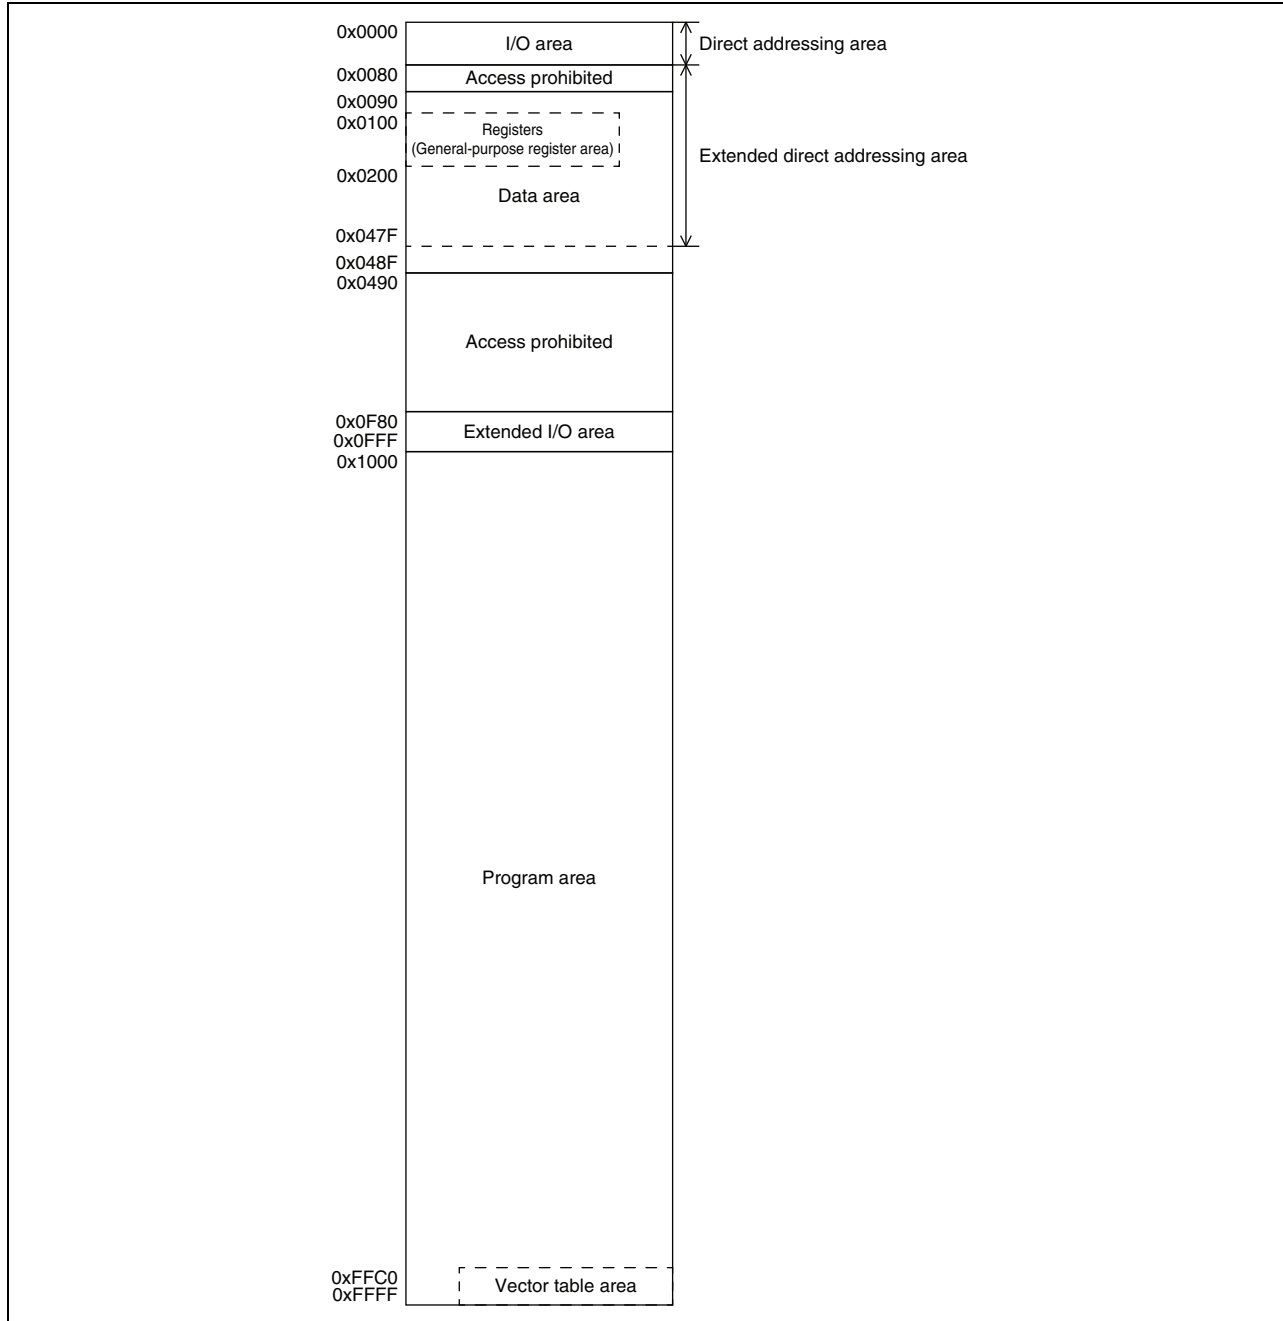 0x0000
I/O area
Direct addressing area
0x0080
Access prohibited
0x0090
0x0100
Registers
(General-purpose register area)
Extended direct addressing area
0x0200
Data area
0x047F
0x048F
0x0490
Access prohibited
0x0F80
Extended I/O area
0x0FFF
0x1000
Program area
0xFFC0
Vector table area
0xFFFF